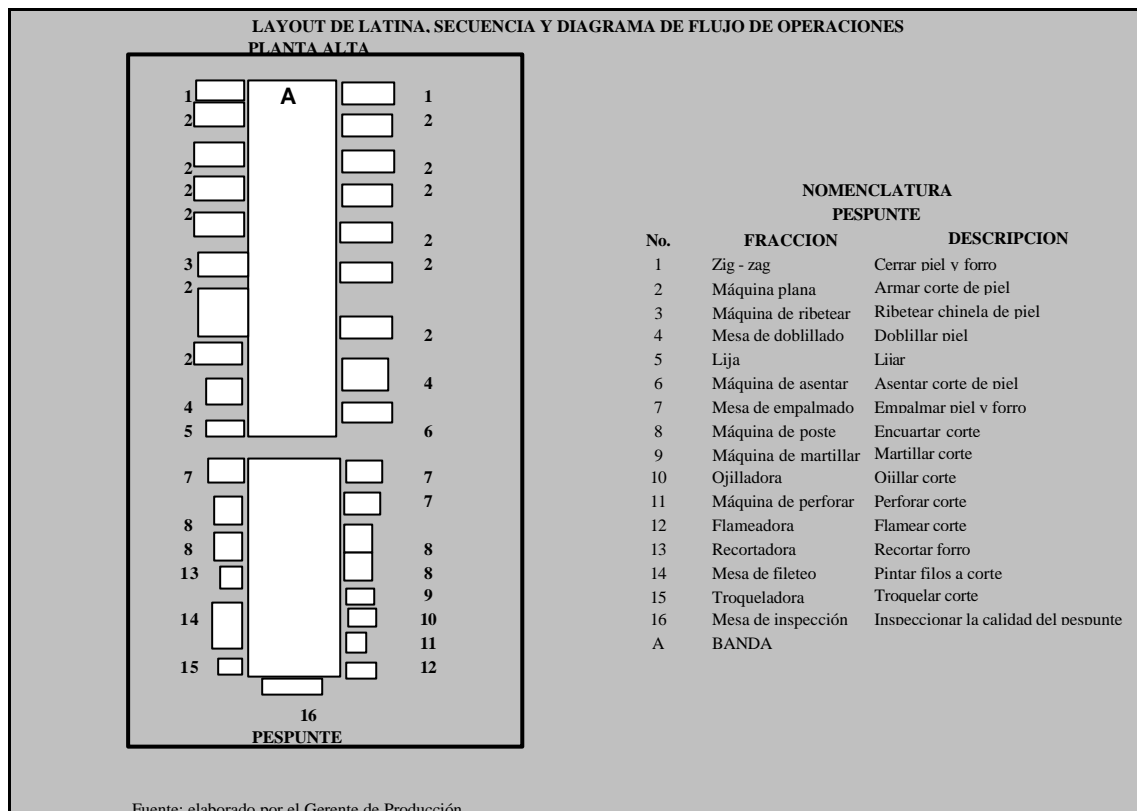 LAYOUT DE LATINA, SECUENCIA Y DIAGRAMA DE FLUJO DE OPERACIONES
PLANTA ALTA
A
1 1
2 2
2 2
2 2
2 2
3 2
2
2 2
4 4
5 6
7 7
7
8
8 8
13 8
9
14 10
11
15 12
16
PESPUNTE
NOMENCLATURA
PESPUNTE
No. FRACCION DESCRIPCION
1 Zig - zag Cerrar piel y forro
2 Máquina plana Armar corte de piel
3 Máquina de ribetear Ribetear chinela de piel
4 Mesa de doblillado Doblillar piel
5 Lija Lijar
6 Máquina de asentar Asentar corte de piel
7 Mesa de empalmado Empalmar piel y forro
8 Máquina de poste Encuartar corte
9 Máquina de martillar Martillar corte
10 Ojilladora Ojillar corte
11 Máquina de perforar Perforar corte
12 Flameadora Flamear corte
13 Recortadora Recortar forro
14 Mesa de fileteo Pintar filos a corte
15 Troqueladora Troquelar corte
16 Mesa de inspección Inspeccionar la calidad del pespunte
A BANDA
Fuente: elaborado por el Gerente de Producción